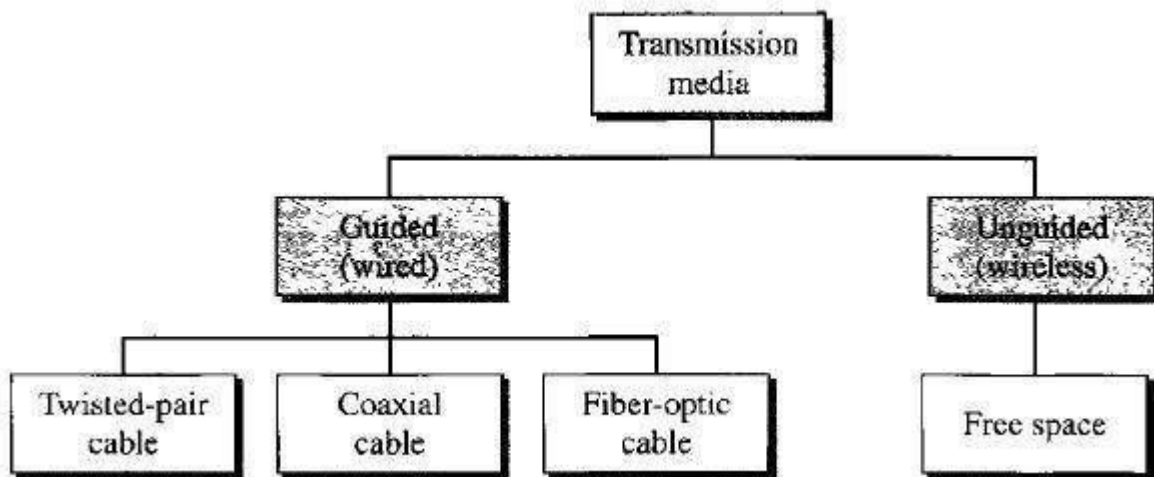 Transmission
media
Guided
(wired)
Unguided
(wireless)
Twisted-pair
cable
Coaxial
cable
Fiber-optic
cable
Free space